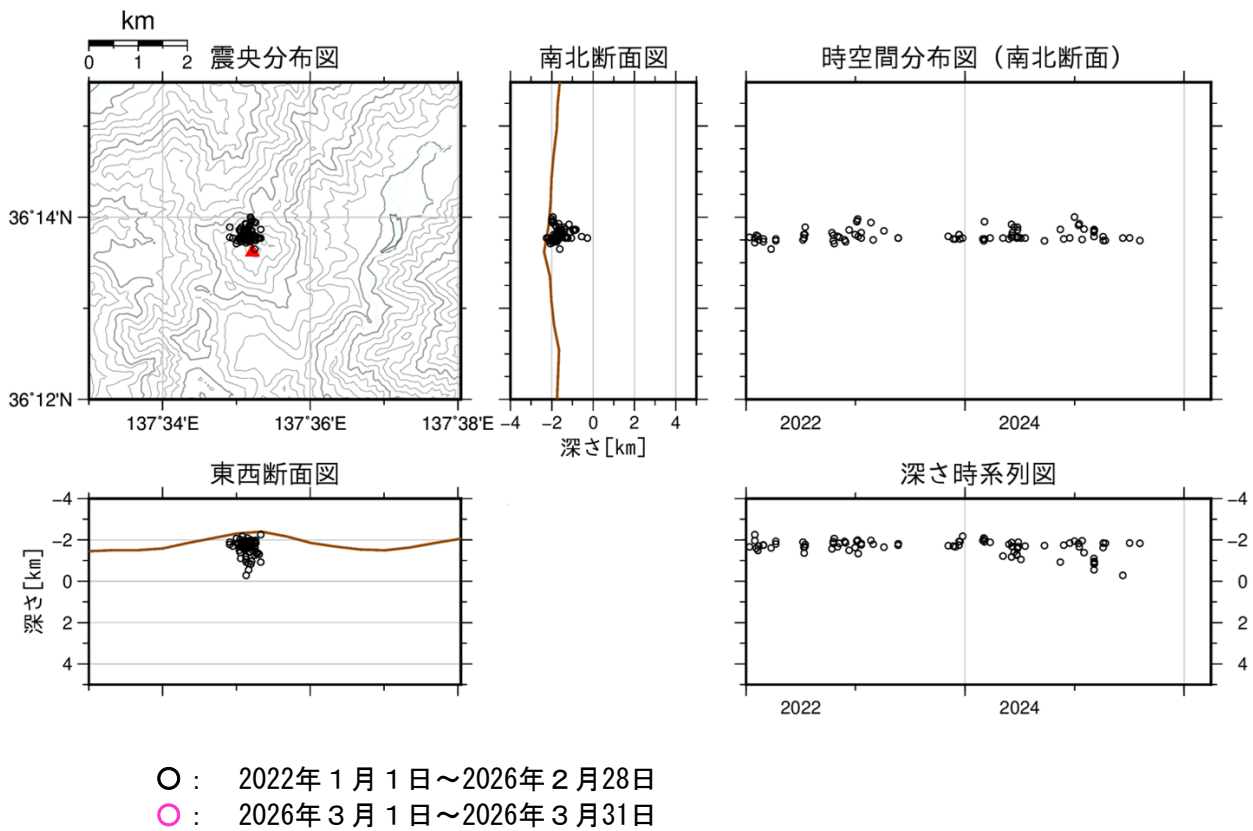 km
0 1 2
震央分布図
南北断面図
時空間分布図（南北断面）
36°14'N
36°12'N
137°34'E
137°36'E
137°38'E
-4 -2 0 2 4
深さ[km]
2022
2024
東西断面図
深さ時系列図
-4
-2
0
2
4
深さ[km]
-4
-2
0
2
4
深さ[km]
2022
2024
○： 2022年１月１日～2026年２月28日
○： 2026年３月１日～2026年３月31日